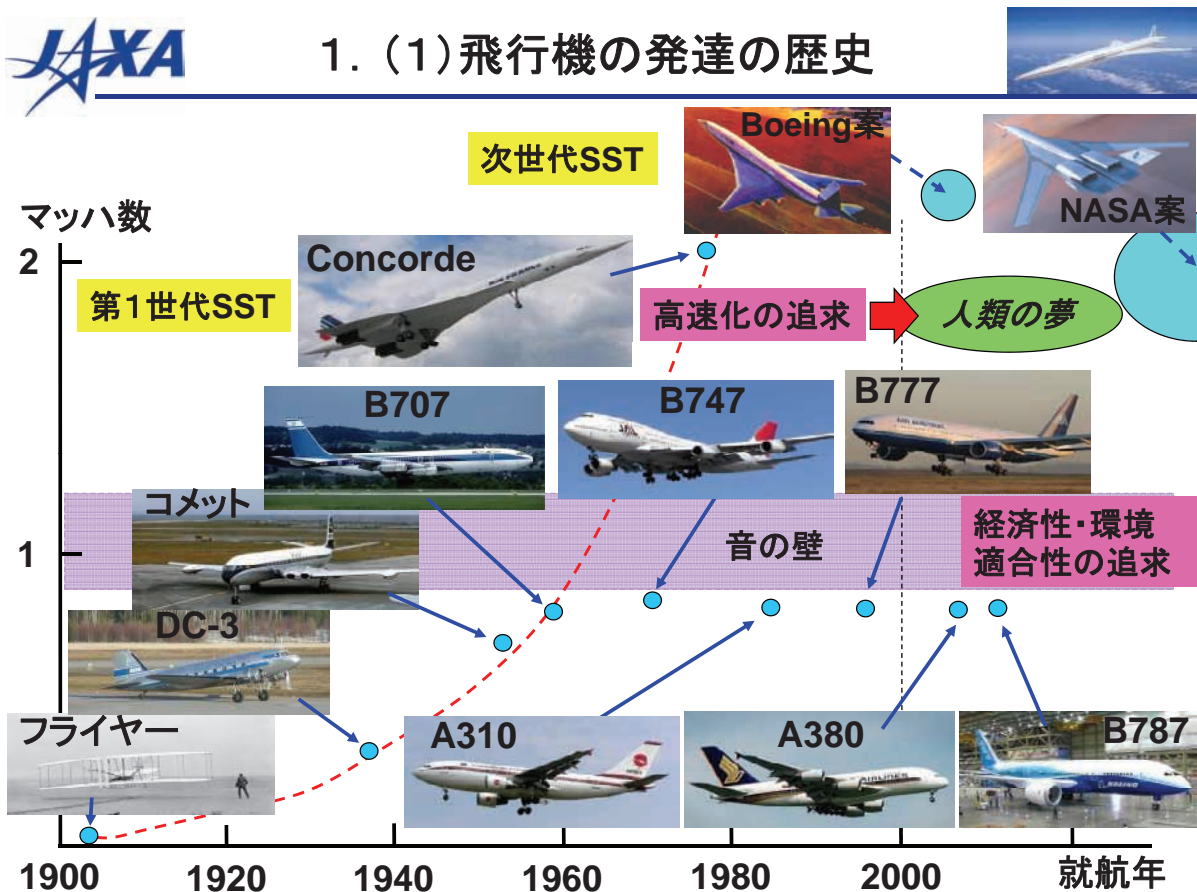 JAXA
1. (1)飛行機の発達の歴史
次世代SST
Boeing案
NASA案
マッハ数
2
Concorde
第1世代SST
高速化の追求
人類の夢
B707
B747
B777
コメット
1
音の壁
経済性・環境
適合性の追求
DC-3
フライヤー
A310
A380
B787
1900
1920
1940
1960
1980
2000
就航年